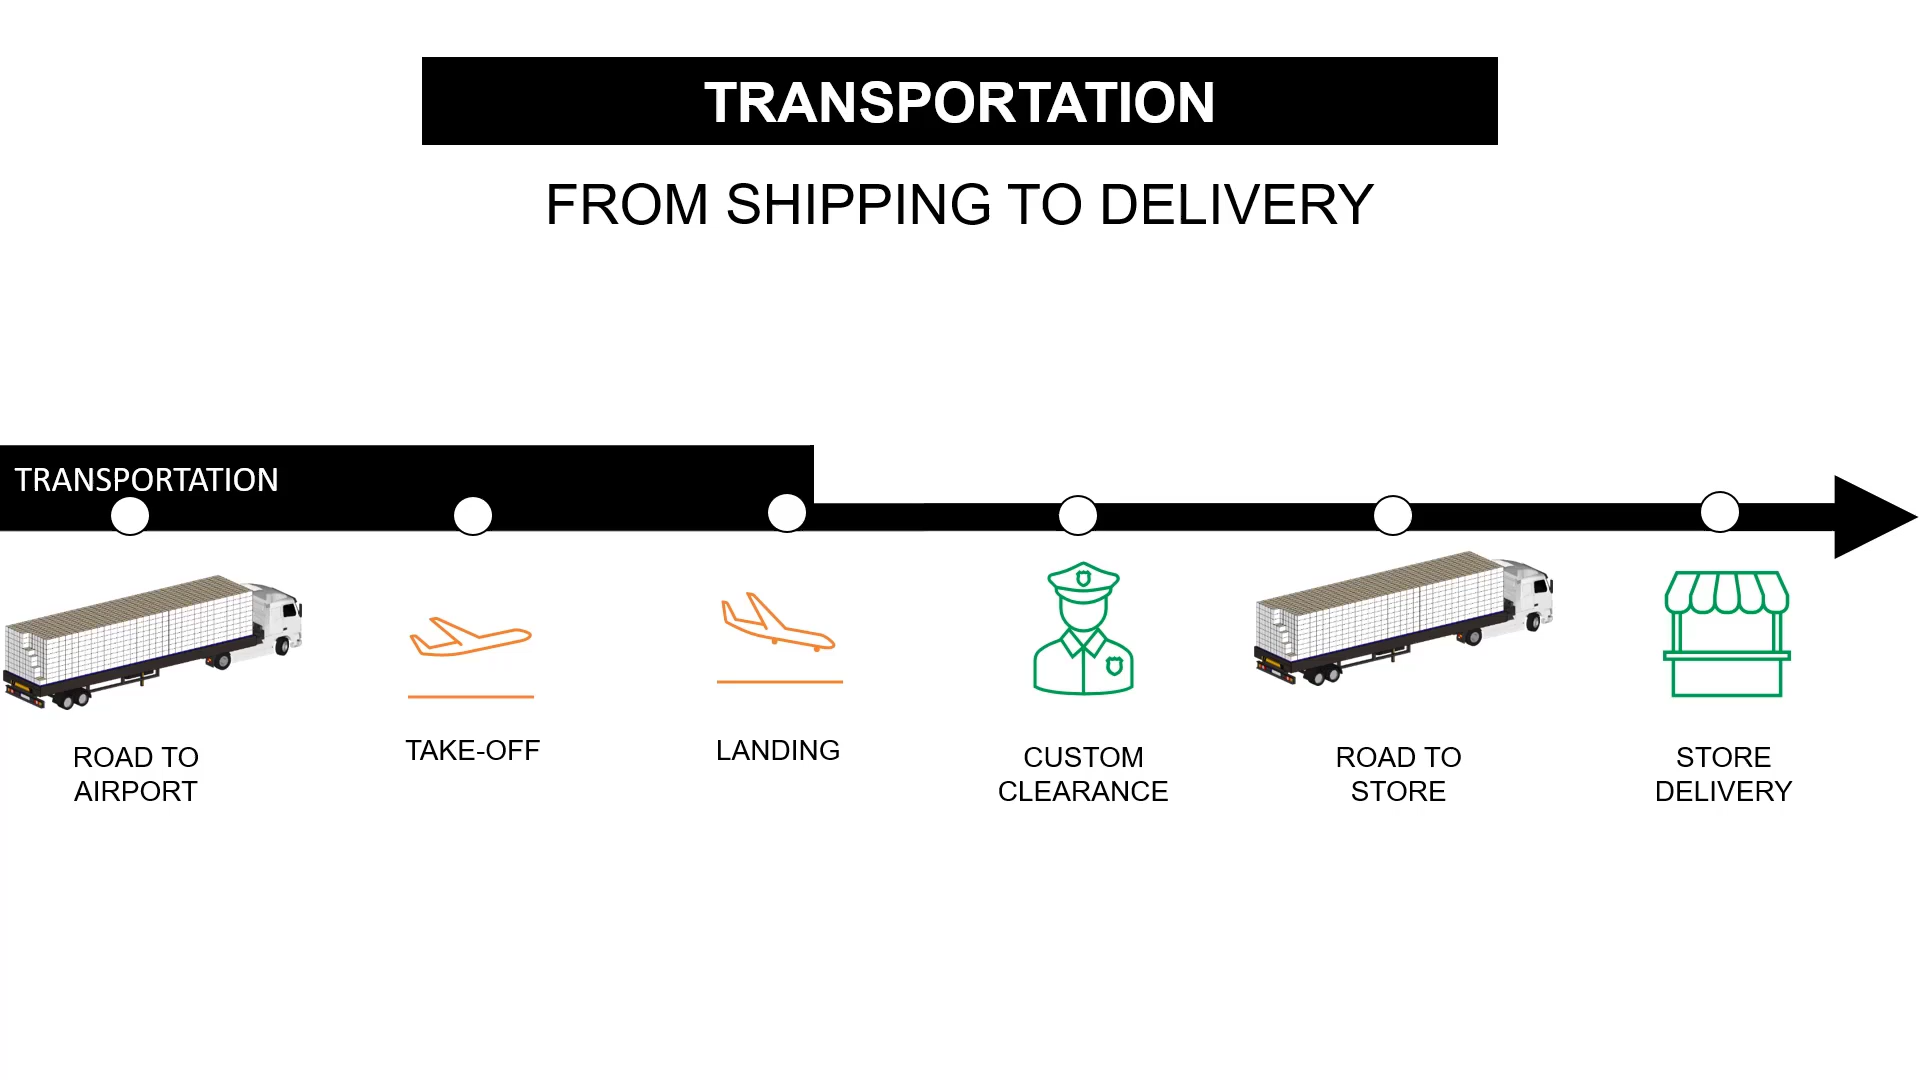 TRANSPORTATION
FROM SHIPPING TO DELIVERY
TRANSPORTATION
ROAD TO
AIRPORT
TAKE-OFF
LANDING
CUSTOM
CLEARANCE
ROAD TO
STORE
STORE
DELIVERY